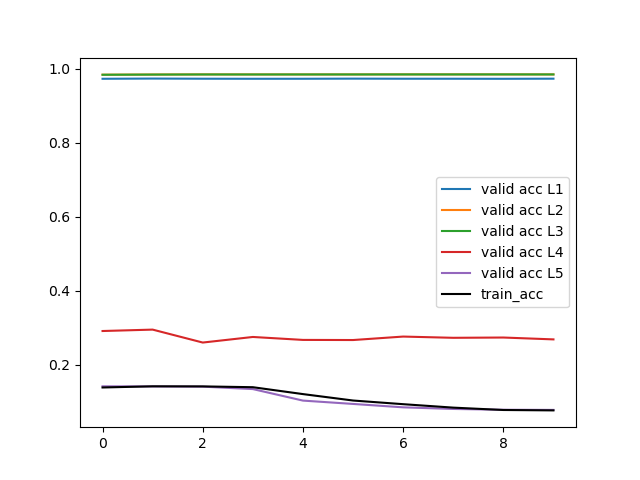 1.0
0.8
0.6
0.4
0.2
valid acc L1
valid acc L2
valid acc L3
valid acc L4
valid acc L5
train_acc
0 2 4 6 8